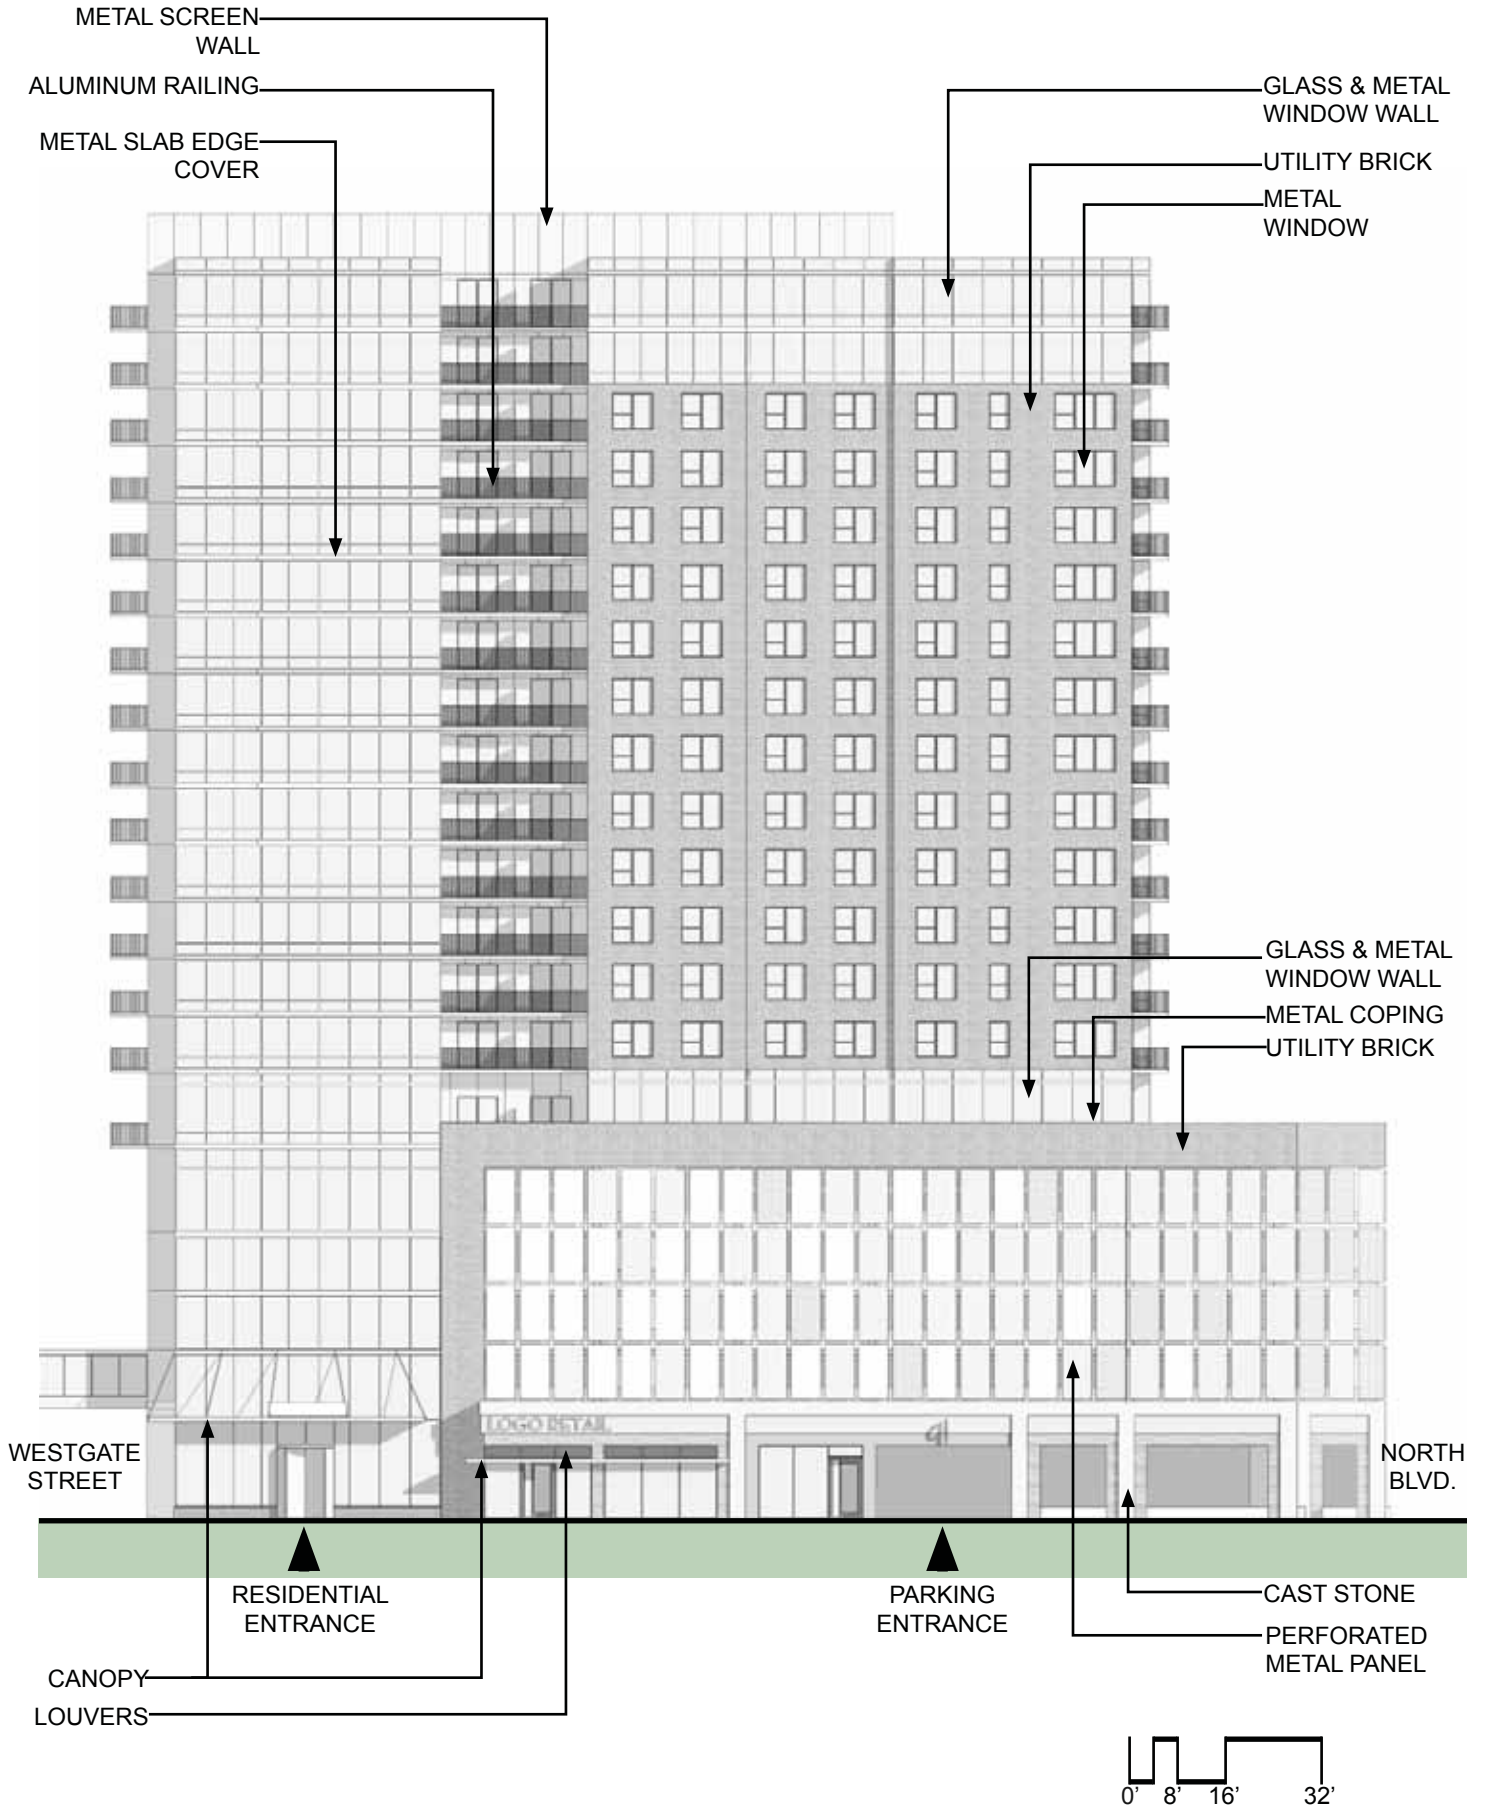 METAL SCREEN
WALL
ALUMINUM RAILING
METAL SLAB EDGE
COVER
GLASS & METAL
WINDOW WALL
UTILITY BRICK
METAL
WINDOW
GLASS & METAL
WINDOW WALL
METAL COPING
UTILITY BRICK
LOGO RETAIL
WESTGATE
STREET
NORTH
BLVD.
RESIDENTIAL
ENTRANCE
PARKING
ENTRANCE
CAST STONE
PERFORATED
METAL PANEL
CANOPY
LOUVERS
0' 8' 16' 32'